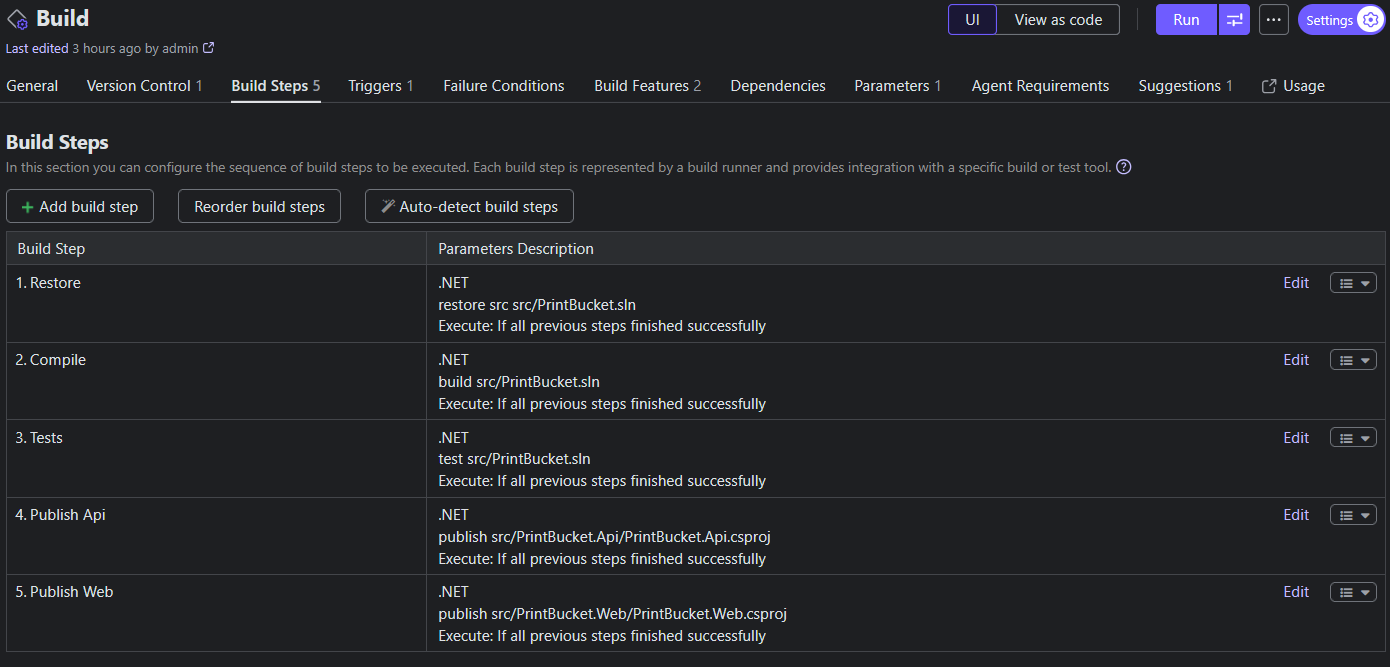 Build
UI
View as code
Run
...
Settings
Last edited 3 hours ago by admin
General
Version Control 1
Build Steps 5
Triggers 1
Failure Conditions
Build Features 2
Dependencies
Parameters 1
Agent Requirements
Suggestions 1
Usage
Build Steps
In this section you can configure the sequence of build steps to be executed. Each build step is represented by a build runner and provides integration with a specific build or test tool. ?
+ Add build step
Reorder build steps
Auto-detect build steps
Build Step
Parameters Description
1. Restore
.NET
Edit
restore src src/PrintBucket.sln
Execute: If all previous steps finished successfully
2. Compile
.NET
Edit
build src/PrintBucket.sln
Execute: If all previous steps finished successfully
3. Tests
.NET
Edit
test src/PrintBucket.sln
Execute: If all previous steps finished successfully
4. Publish Api
.NET
Edit
publish src/PrintBucket.Api/PrintBucket.Api.csproj
Execute: If all previous steps finished successfully
5. Publish Web
.NET
Edit
publish src/PrintBucket.Web/PrintBucket.Web.csproj
Execute: If all previous steps finished successfully